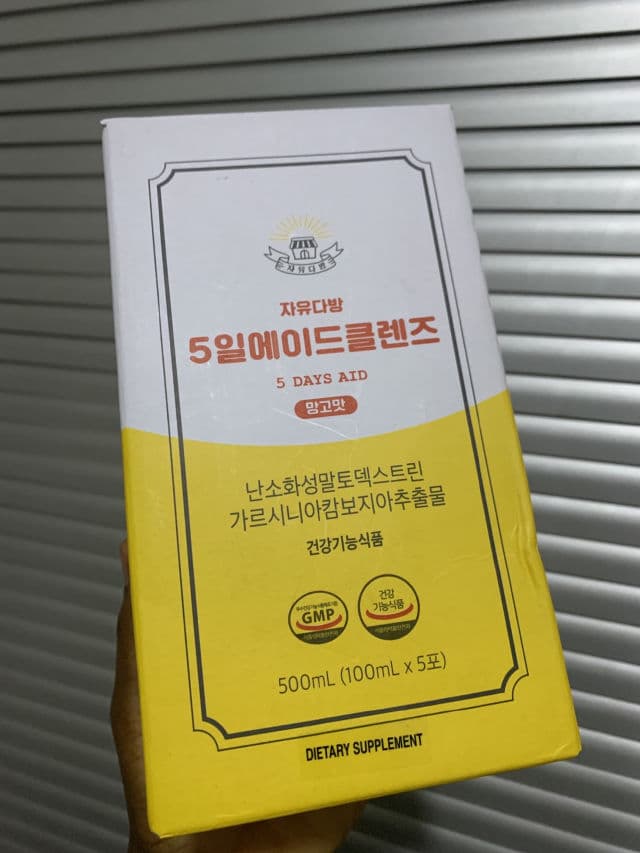 자유다방
자유다방
5일에이드클렌즈
5 DAYS AID
망고맛
난소화성말토덱스트린
가르시니아캄보지아추출물
건강기능식품
GMP
건강
기능식품
500mL (100mL x 5포)
DIETARY SUPPLEMENT